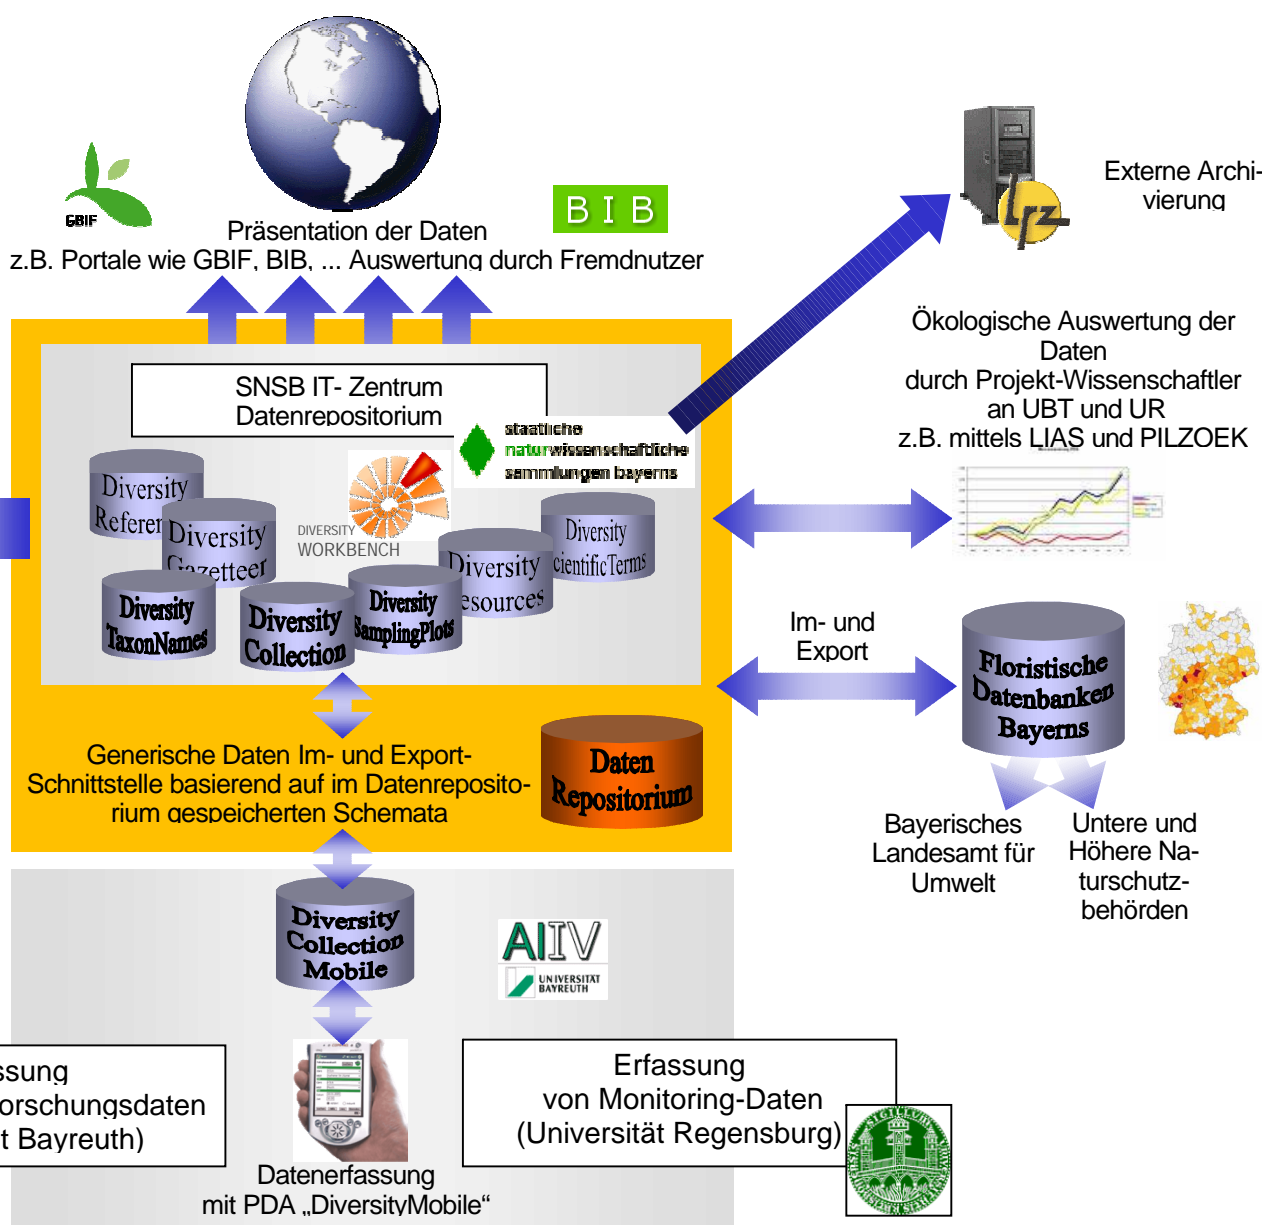 GBIF
B I B
Präsentation der Daten
z.B. Portale wie GBIF, BIB, ... Auswertung durch Fremdnutzer
lrz
Externe Archi-
vierung
SNSB IT- Zentrum
Datenrepositorium
staatliche
naturwissenschaftliche
sammlungen bayerns
DIVERSITY
WORKBENCH
Diversity
Referen
Diversity
Gazetteer
Diversity
TaxonNames
Diversity
Collection
Diversity
SamplingPlots
Diversity
esources
Diversity
cientificTerms
Ökologische Auswertung der
Daten
durch Projekt-Wissenschaftler
an UBT und UR
z.B. mittels LIAS und PILZOEK
Im- und
Export
Floristische
Datenbanken
Bayerns
Bayerisches
Landesamt für
Umwelt
Untere und
Höhere Na-
turschutz-
behörden
Generische Daten Im- und Export-
Schnittstelle basierend auf im Datenreposito-
rium gespeicherten Schemata
Daten
Repositorium
Diversity
Collection
Mobile
AI IV
UNIVERSITÄT
BAYREUTH
ssung
orschungsdaten
t Bayreuth)
Datenerfassung
mit PDA „DiversityMobile“
Erfassung
von Monitoring-Daten
(Universität Regensburg)